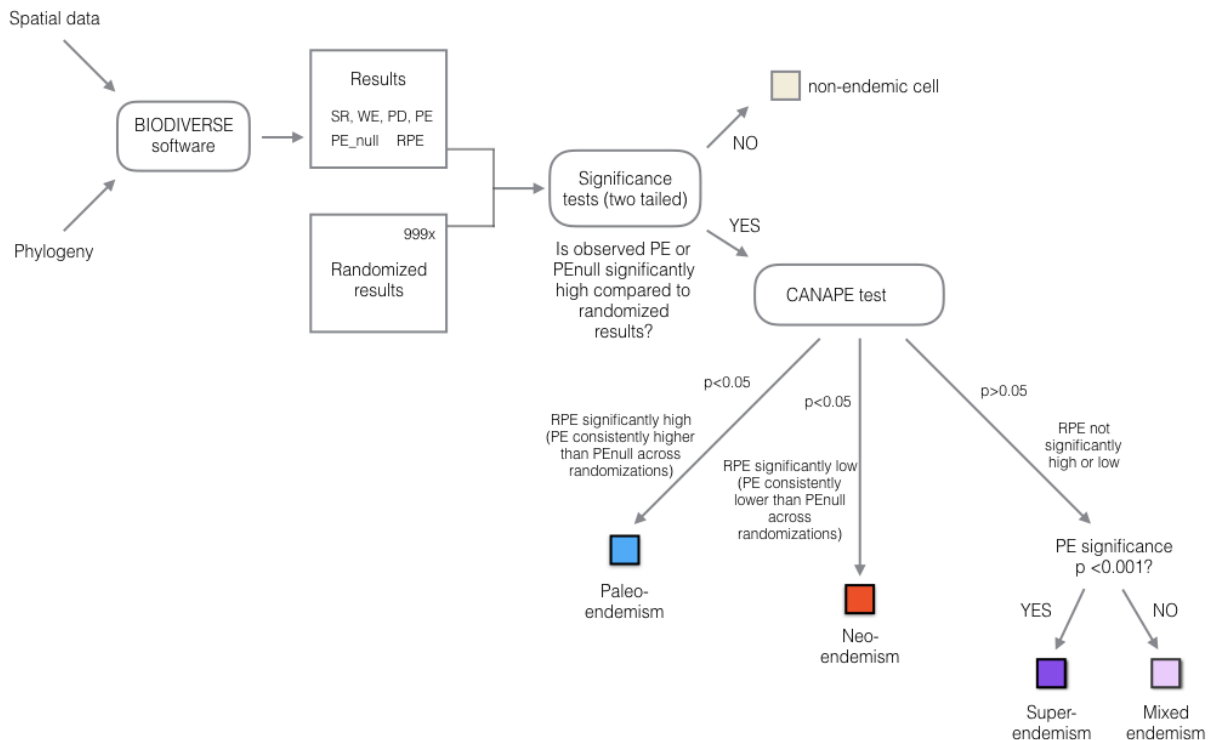 Spatial data
BIODIVERSE
software
Phylogeny
Results
SR, WE, PD, PE
PE_null RPE
999x
Randomized
results
Significance
tests (two tailed)
Is observed PE or
PEnull significantly
high compared to
randomized
results?
NO
non-endemic cell
YES
CANAPE test
p<0.05
RPE significantly high
(PE consistently higher
than PEnull across
randomizations)
Paleo-
endemism
p<0.05
RPE significantly low
(PE consistently
lower than PEnull
across
randomizations)
Neo-
endemism
p>0.05
RPE not
significantly
high or low
PE significance
p <0.001?
YES
NO
Super-
endemism
Mixed
endemism